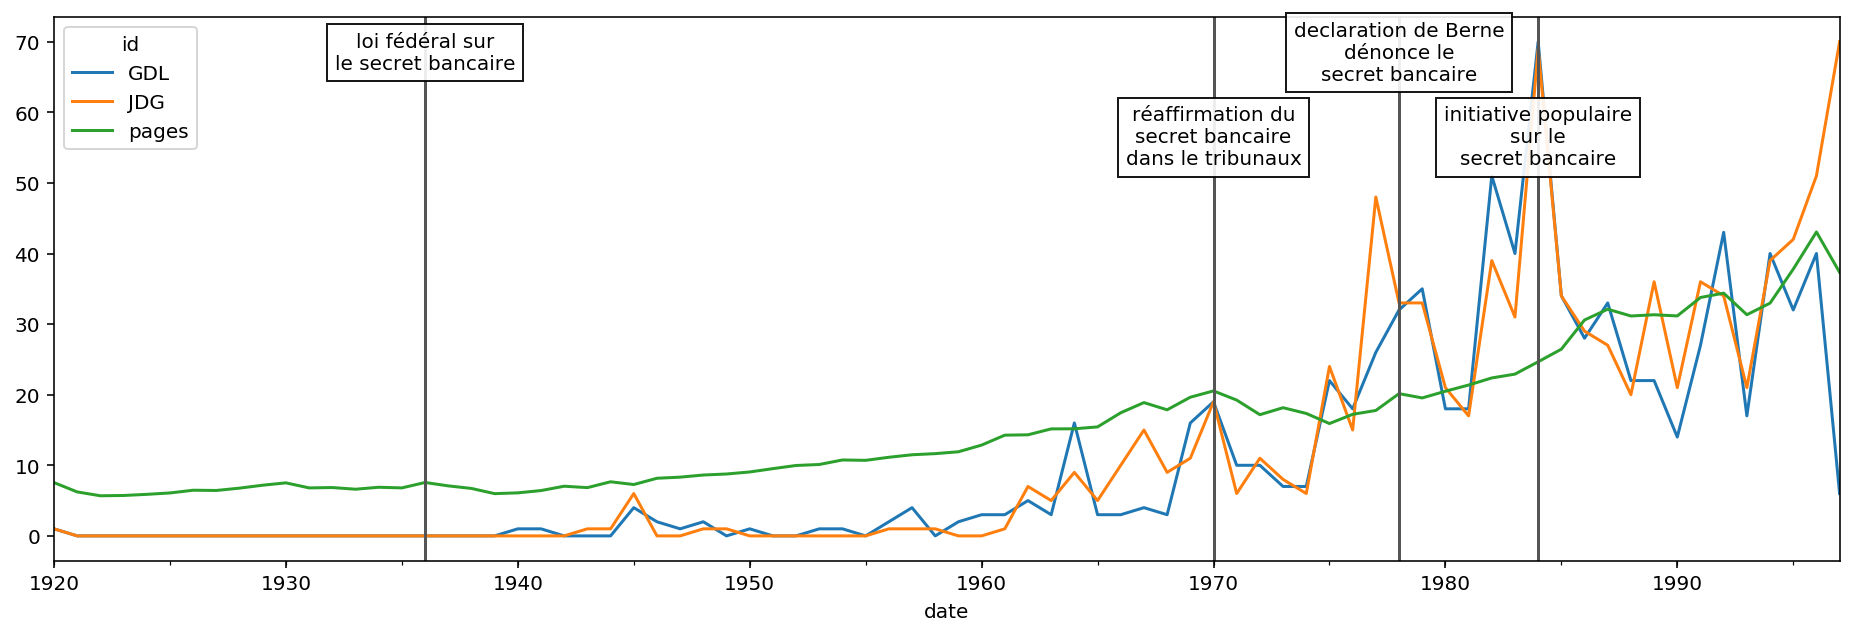 id
GDL
JDG
pages
loi fédéral sur
le secret bancaire
réaffirmation du
secret bancaire
dans le tribunaux
declaration de Berne
dénonce le
secret bancaire
initiative populaire
sur le
secret bancaire
70
60
50
40
30
20
10
0
1920
1930
1940
1950
1960
1970
1980
1990
date